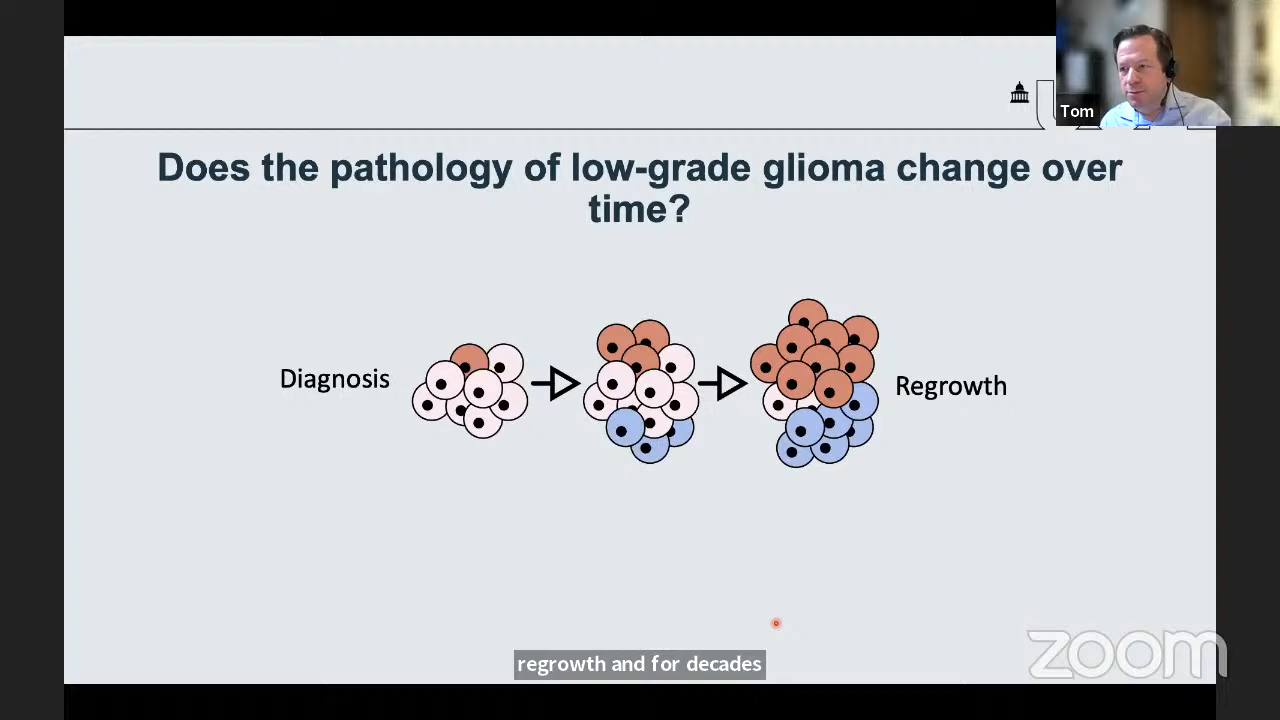 Tom
Does the pathology of low-grade glioma change over
time?
Diagnosis
Regrowth
regrowth and for decades
zoom